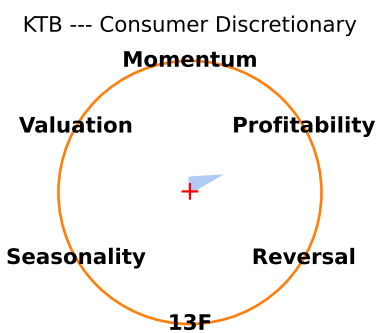 KTB --- Consumer Discretionary
Momentum
Valuation
Profitability
Seasonality
Reversal
13F